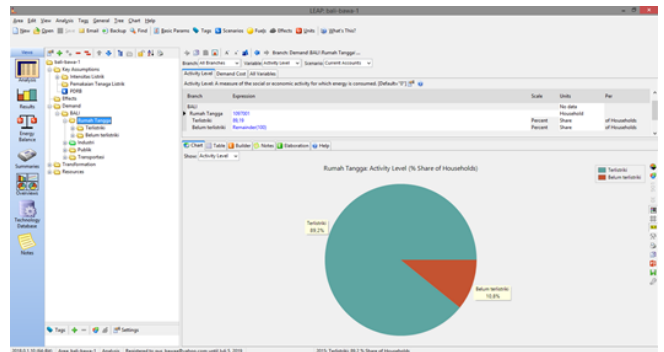 LEAP: bali-bawa-1
Area Edit View Analysis Tags General Tree Chart Help
New Open Email Backup Find Basic Params Tags Scenarios Fuels Effects Units What's This?
Analysis
Results
Energy Balance
Summaries
Overviews
Technology Database
Notes
bali-bawa-1
Key Assumptions
Intensitas Listrik
Pemakaian Tenaga Listrik
PDRB
Effects
Demand
BALI
Rumah Tangga
Terlistriki
Belum terlistriki
Industri
Publik
Transportasi
Transformation
Resources
Tags Settings
Branch: Demand\BALI\Rumah Tangga
Branch: All Branches Variable: Activity Level Scenario: Current Accounts
Activity Level Demand Cost All Variables
Activity Level: A measure of the social or economic activity for which energy is consumed. [Default="0"]
Branch Expression Scale Units Per
BALI No data
Rumah Tangga Household
Terlistriki 89,19 Percent Share of Households
Belum terlistriki Remainder(100) Percent Share of Households
Chart Table Builder Notes Elaboration Help
Show: Activity Level
Rumah Tangga: Activity Level (% Share of Households)
Terlistriki
Belum terlistriki
Terlistriki
89,2%
Belum terlistriki
10,8%